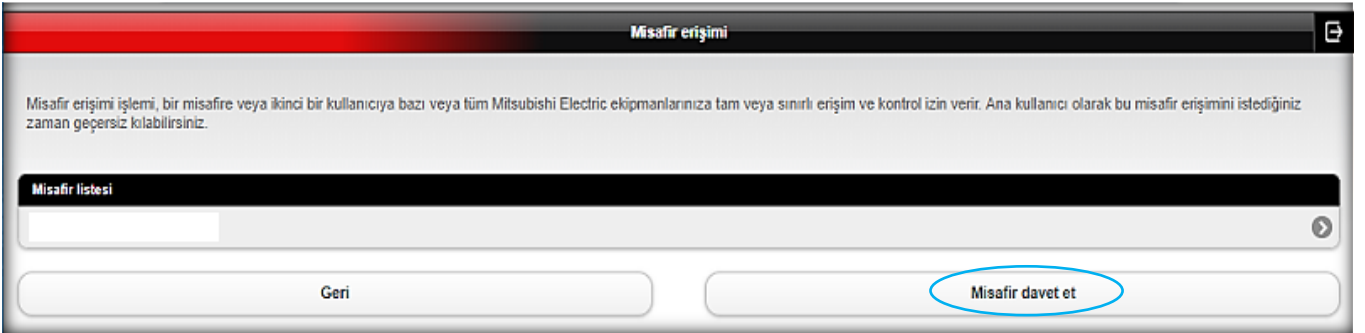 Misafir erişimi
Misafir erişimi işlemi, bir misafire veya ikinci bir kullanıcıya bazı veya tüm Mitsubishi Electric ekipmanlarınıza tam veya sınırlı erişim ve kontrol izin verir. Ana kullanıcı olarak bu misafir erişimini istediğiniz
zaman geçersiz kılabilirsiniz.
Misafir listesi
Geri
Misafir davet et